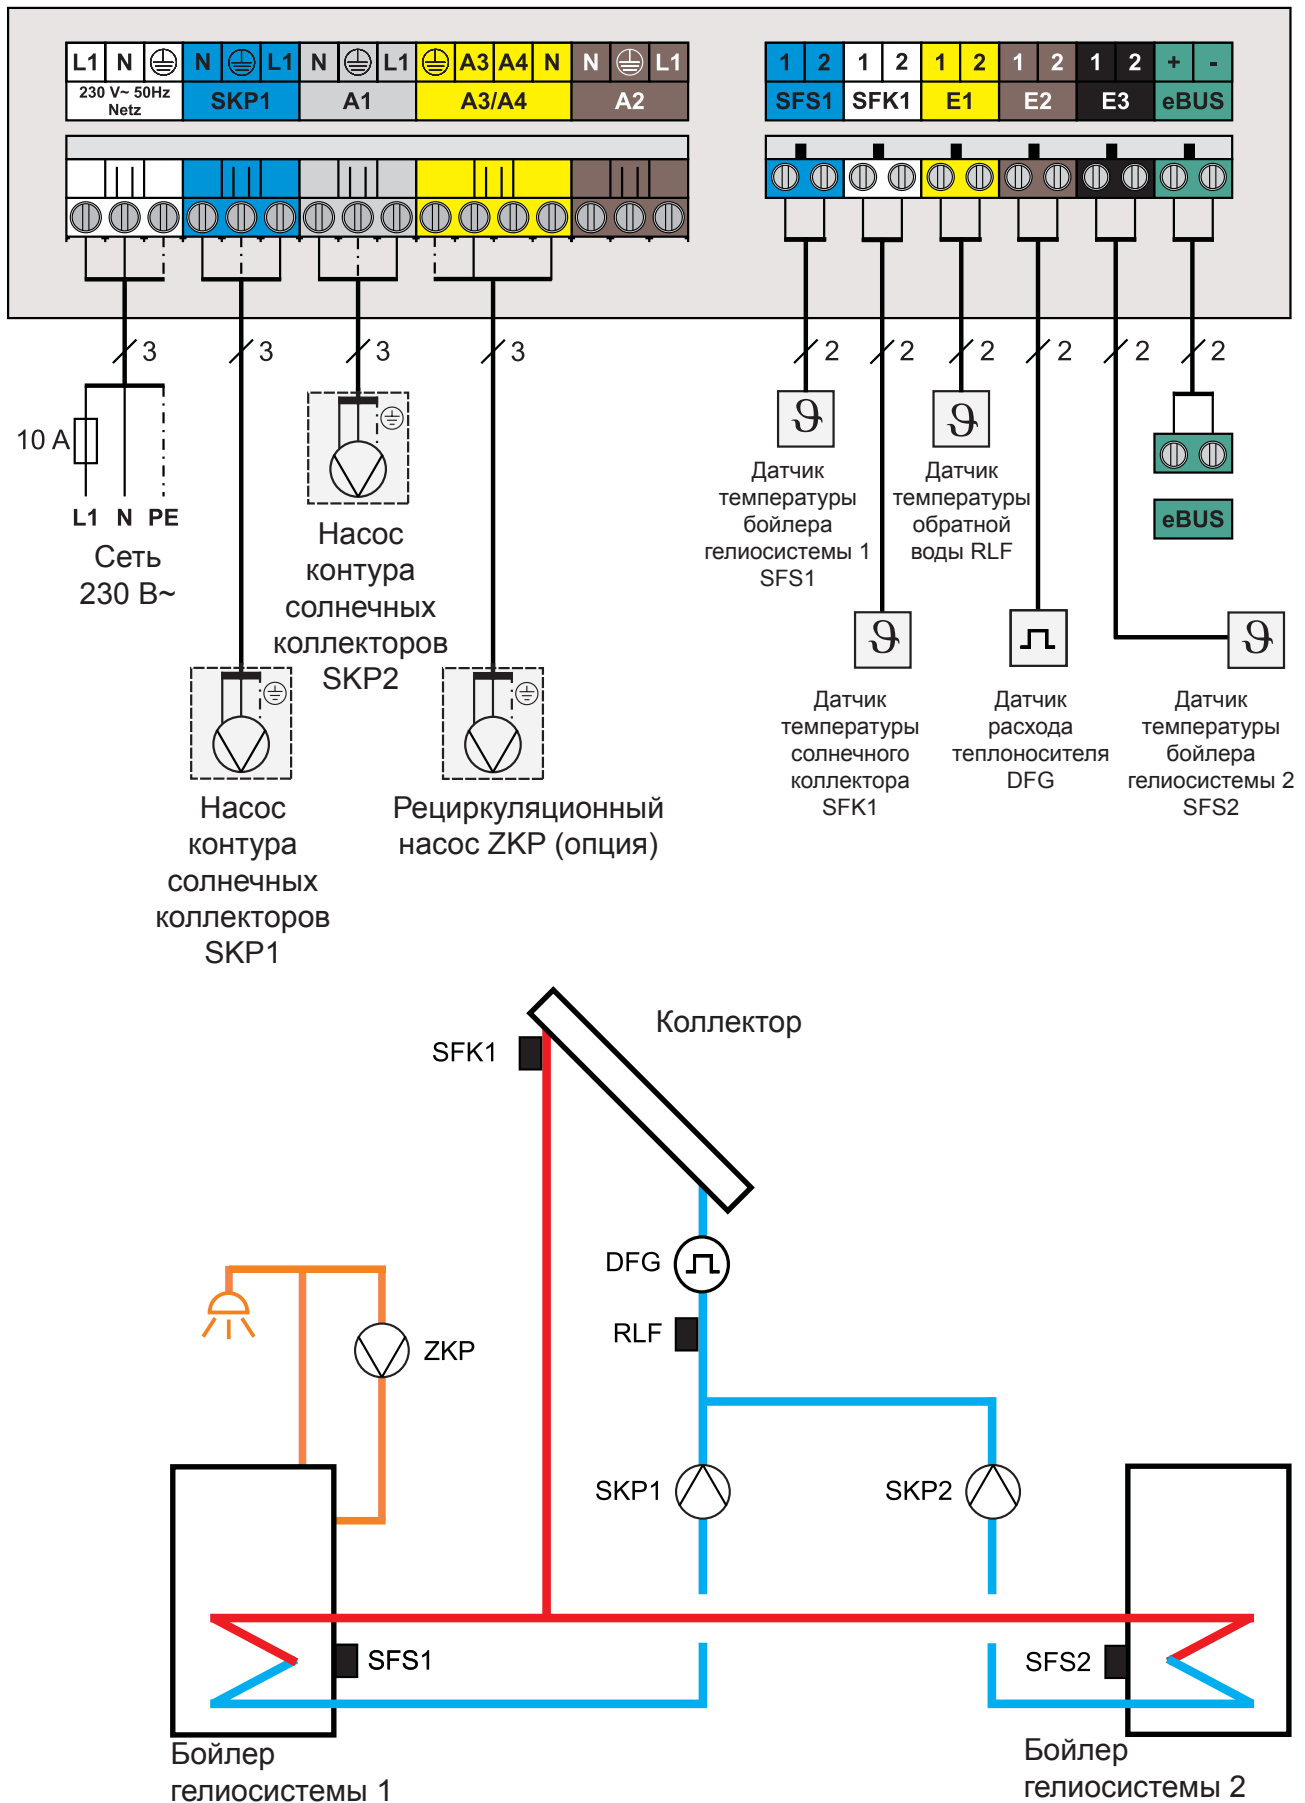 L1 N N L1 N L1 A3 A4 N N L1
230 V~ 50Hz
Netz
SKP1 A1 A3/A4 A2
1 2 1 2 1 2 1 2 1 2 + -
SFS1 SFK1 E1 E2 E3 eBUS
3 3 3 3 2 2 2 2 2 2
10 A
L1 N PE
Сеть
230 В~
Насос
контура
солнечных
коллекторов
SKP2
Насос
контура
солнечных
коллекторов
SKP1
Рециркуляционный
насос ZKP (опция)
Датчик
температуры
бойлера
гелиосистемы 1
SFS1
Датчик
температуры
обратной
воды RLF
eBUS
Датчик
температуры
солнечного
коллектора
SFK1
Датчик
расхода
теплоносителя
DFG
Датчик
температуры
бойлера
гелиосистемы 2
SFS2
Коллектор
SFK1
DFG
RLF
ZKP
SKP1
SKP2
SFS1
SFS2
Бойлер
гелиосистемы 1
Бойлер
гелиосистемы 2